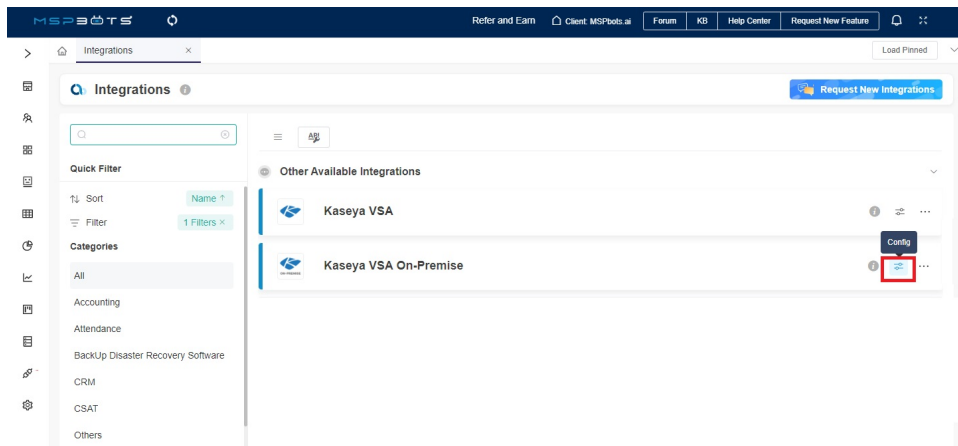 MSPBOTS
Refer and Earn
Client: MSPbots.ai
Forum
KB
Help Center
Request New Feature
Integrations ×
Load Pinned
Integrations
Request New Integrations
Quick Filter
Sort
Name ↑
Filter
1 Filters ×
Categories
All
Accounting
Attendance
BackUp Disaster Recovery Software
CRM
CSAT
Others
Other Available Integrations
Kaseya VSA
Config
Kaseya VSA On-Premise